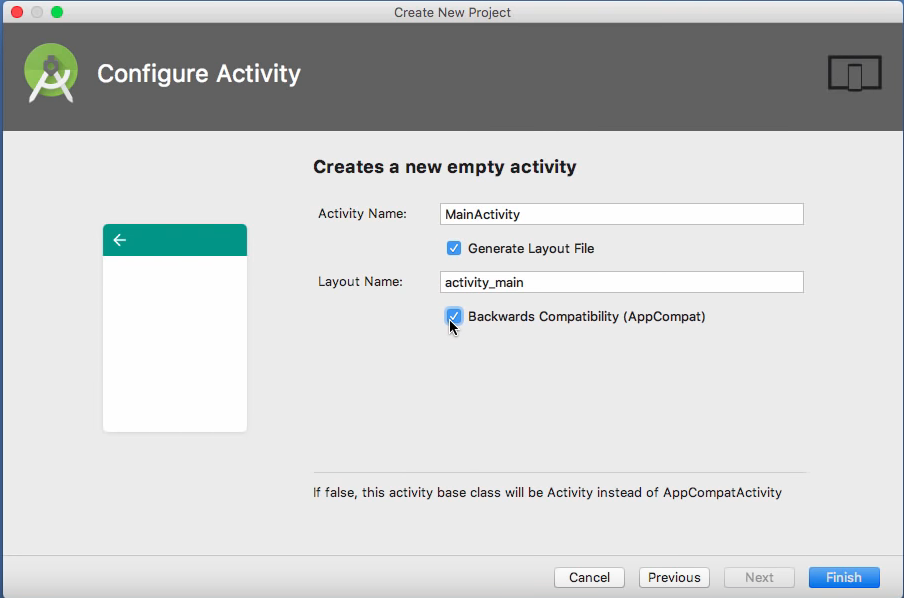 Create New Project
Configure Activity
Creates a new empty activity
Activity Name: MainActivity
Generate Layout File
Layout Name: activity_main
Backwards Compatibility (AppCompat)
If false, this activity base class will be Activity instead of AppCompatActivity
Cancel Previous Next Finish